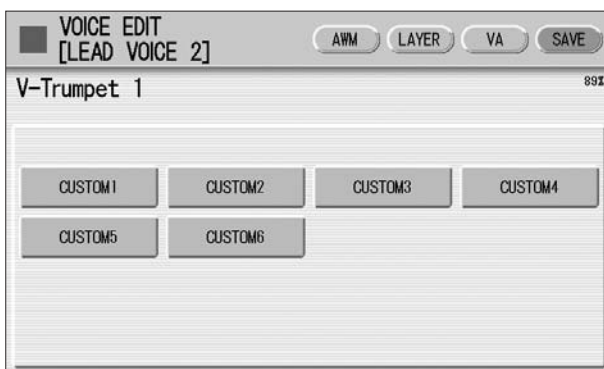 VOICE EDIT
[LEAD VOICE 2]
AWM LAYER VA SAVE
V-Trumpet 1
89%
CUSTOM1 CUSTOM2 CUSTOM3 CUSTOM4
CUSTOM5 CUSTOM6